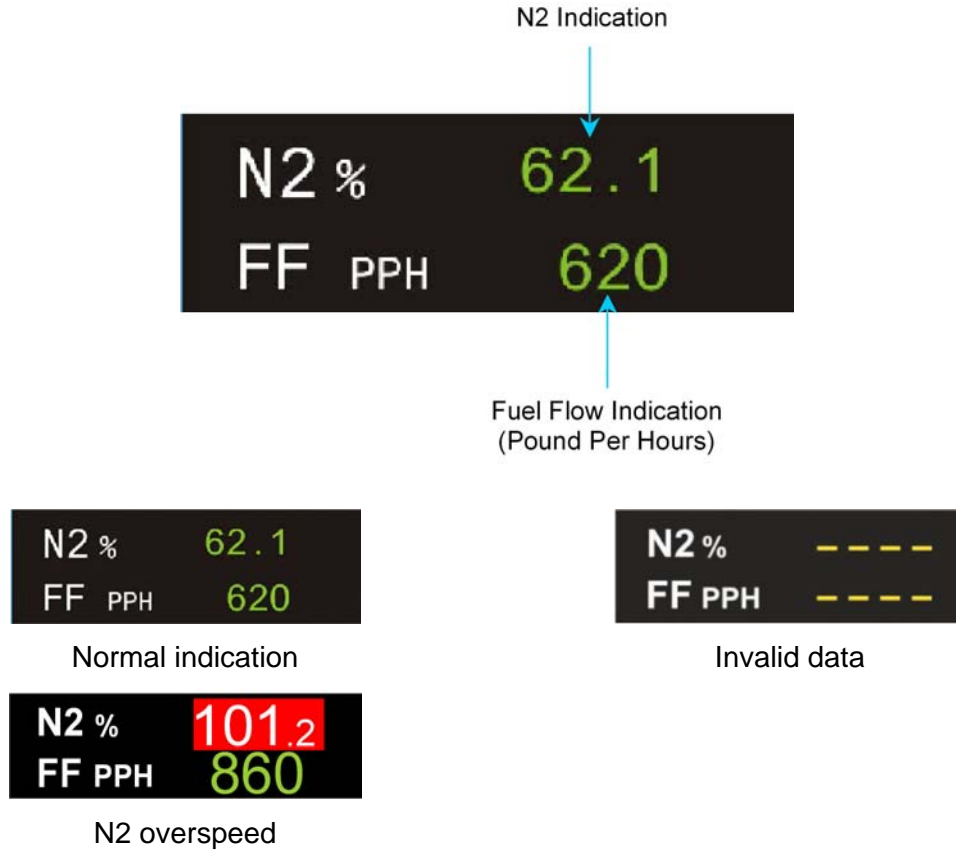 N2 Indication
N2 % 62.1
FF PPH 620
Fuel Flow Indication
(Pound Per Hours)
N2 % 62.1
FF PPH 620
Normal indication
N2 % ----
FF PPH ----
Invalid data
N2 % 101.2
FF PPH 860
N2 overspeed